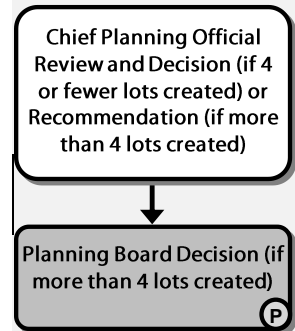 Chief Planning Official
Review and Decision (if 4
or fewer lots created) or
Recommendation (if more
than 4 lots created)
Planning Board Decision (if
more than 4 lots created)
P